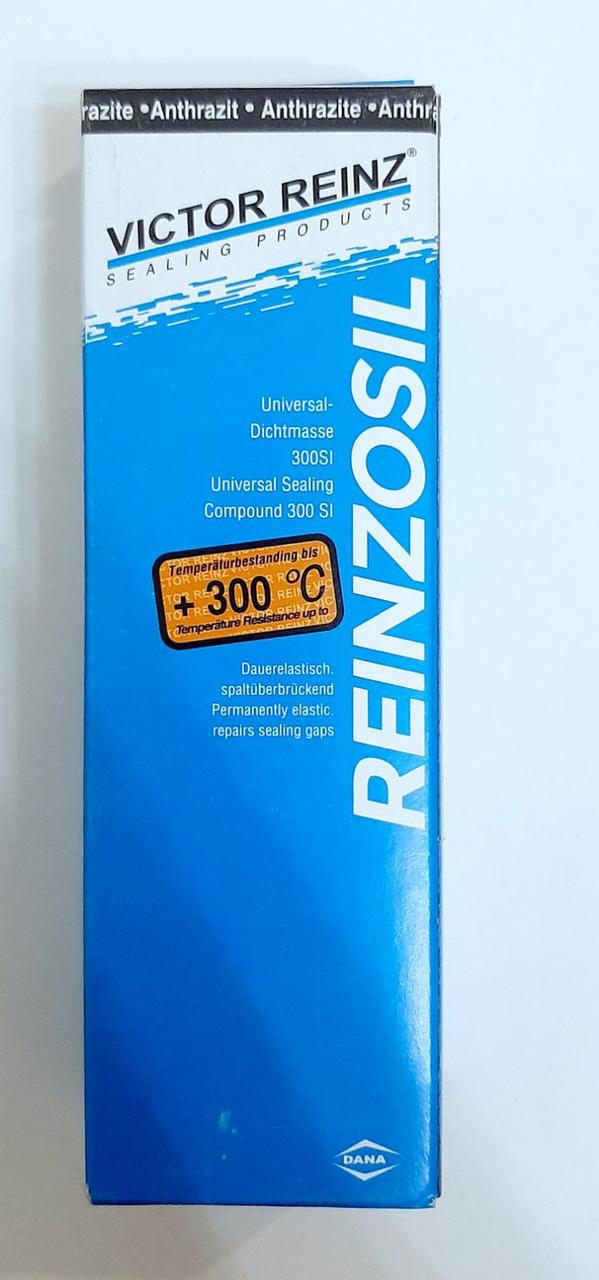 razite •Anthrazit • Anthrazite •Anthra
VICTOR REINZ®
SEALING PRODUCTS
REINZOSIL
Universal-
Dichtmasse
300SI
Universal Sealing
Compound 300 SI
Temperaturbestanding bis
+ 300 °C
Temperature Resistance up to
Dauerelastisch.
spaltüberbrückend
Permanently elastic.
repairs sealing gaps
DANA